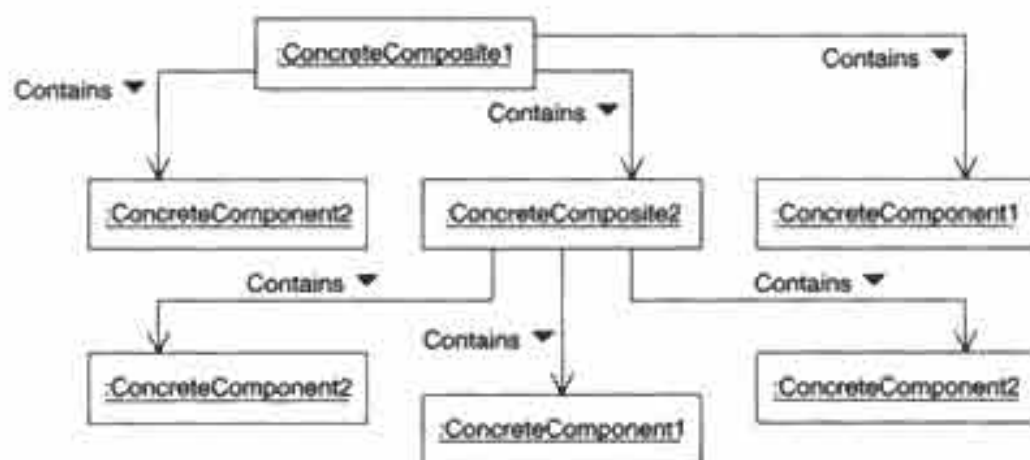 :ConcreteComposite1
Contains ▼
Contains ▼
Contains ▼
:ConcreteComponent2
:ConcreteComposite2
:ConcreteComponent1
Contains ▼
Contains ▼
Contains ▼
:ConcreteComponent2
:ConcreteComponent1
:ConcreteComponent2